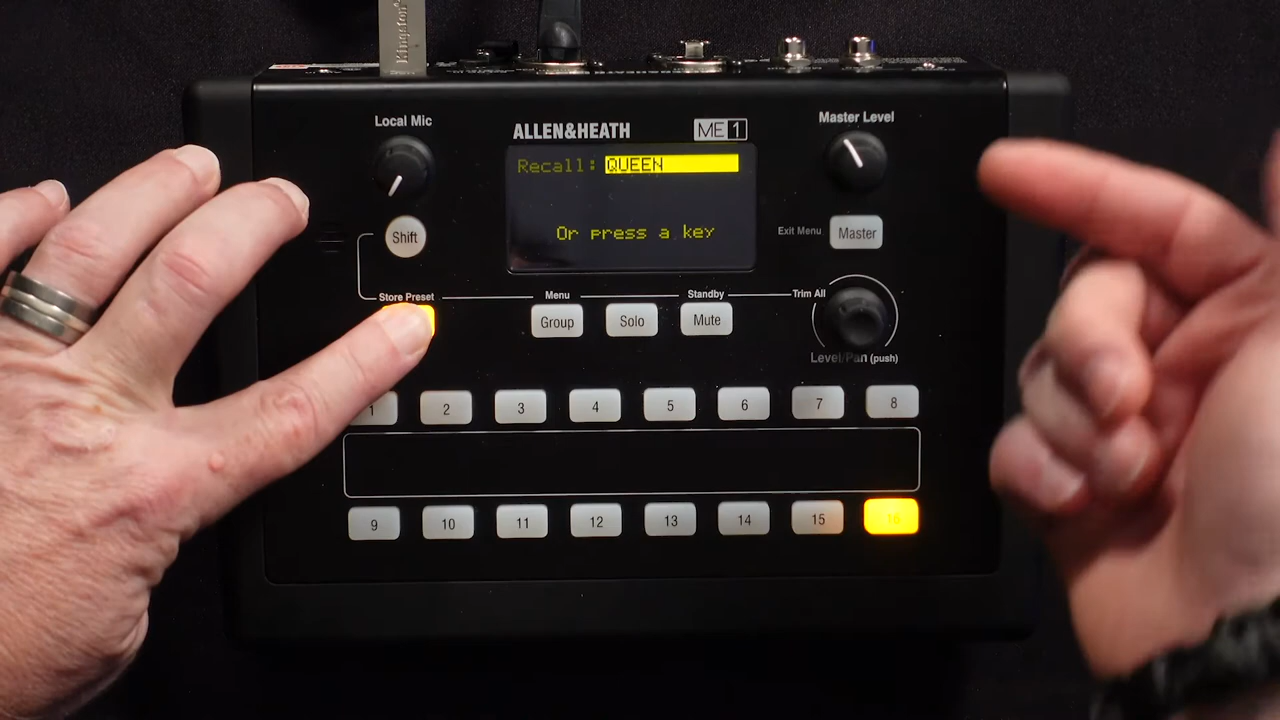 Kingston
Local Mic
ALLEN&HEATH ME 1
Master Level
Recall: QUEEN
Or press a key
Shift
Exit Menu Master
Store Preset Menu Standby Trim All
Group Solo Mute
Level/Pan (push)
1 2 3 4 5 6 7 8
9 10 11 12 13 14 15 16